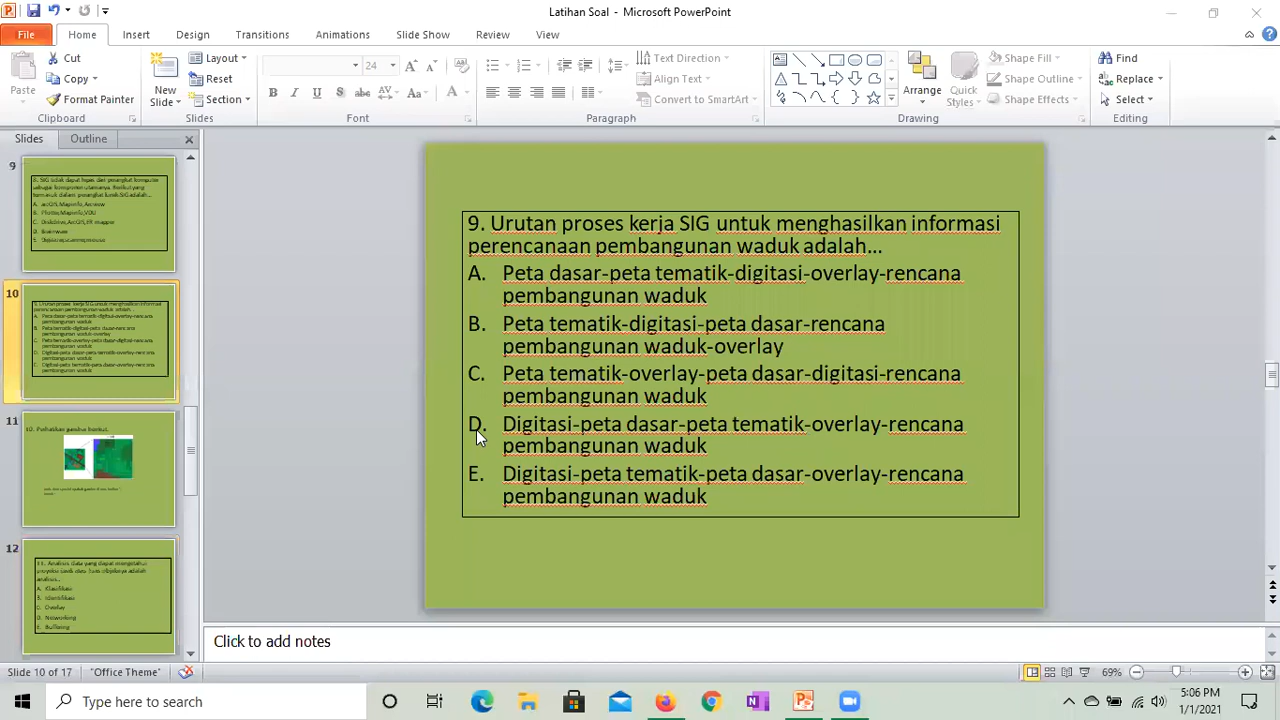 Latihan Soal - Microsoft PowerPoint
File Home Insert Design Transitions Animations Slide Show Review View
Cut
Copy
Format Painter
Paste
Clipboard
New Slide
Layout
Reset
Section
Slides
24
Font
Text Direction
Align Text
Convert to SmartArt
Paragraph
Arrange
Quick Styles
Shape Fill
Shape Outline
Shape Effects
Drawing
Find
Replace
Select
Editing
Slides Outline
9
10
11
12
9. Urutan proses kerja SIG untuk menghasilkan informasi
perencanaan pembangunan waduk adalah...
A. Peta dasar-peta tematik-digitasi-overlay-rencana
pembangunan waduk
B. Peta tematik-digitasi-peta dasar-rencana
pembangunan waduk-overlay
C. Peta tematik-overlay-peta dasar-digitasi-rencana
pembangunan waduk
D. Digitasi-peta dasar-peta tematik-overlay-rencana
pembangunan waduk
E. Digitasi-peta tematik-peta dasar-overlay-rencana
pembangunan waduk
Click to add notes
Slide 10 of 17 "Office Theme" 69%
Type here to search
5:06 PM
1/1/2021